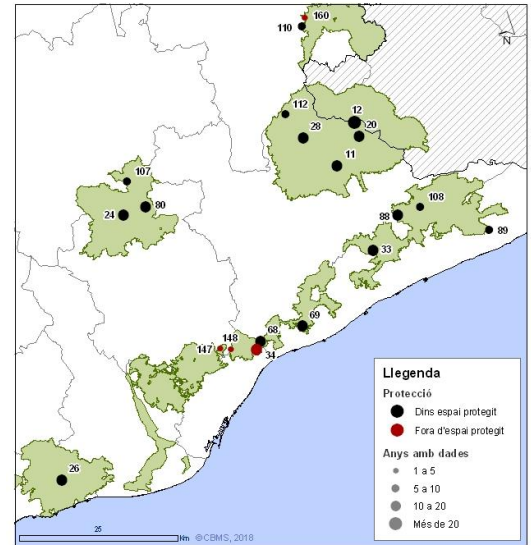 160
110
N
112
12
28
20
11
107
80
24
108
88
89
33
69
68
148
147
34
26
Llegenda
Protecció
Dins espai protegit
Fora d'espai protegit
Anys amb dades
1 a 5
5 a 10
10 a 20
Més de 20
25
Nm
©CBMS, 2018